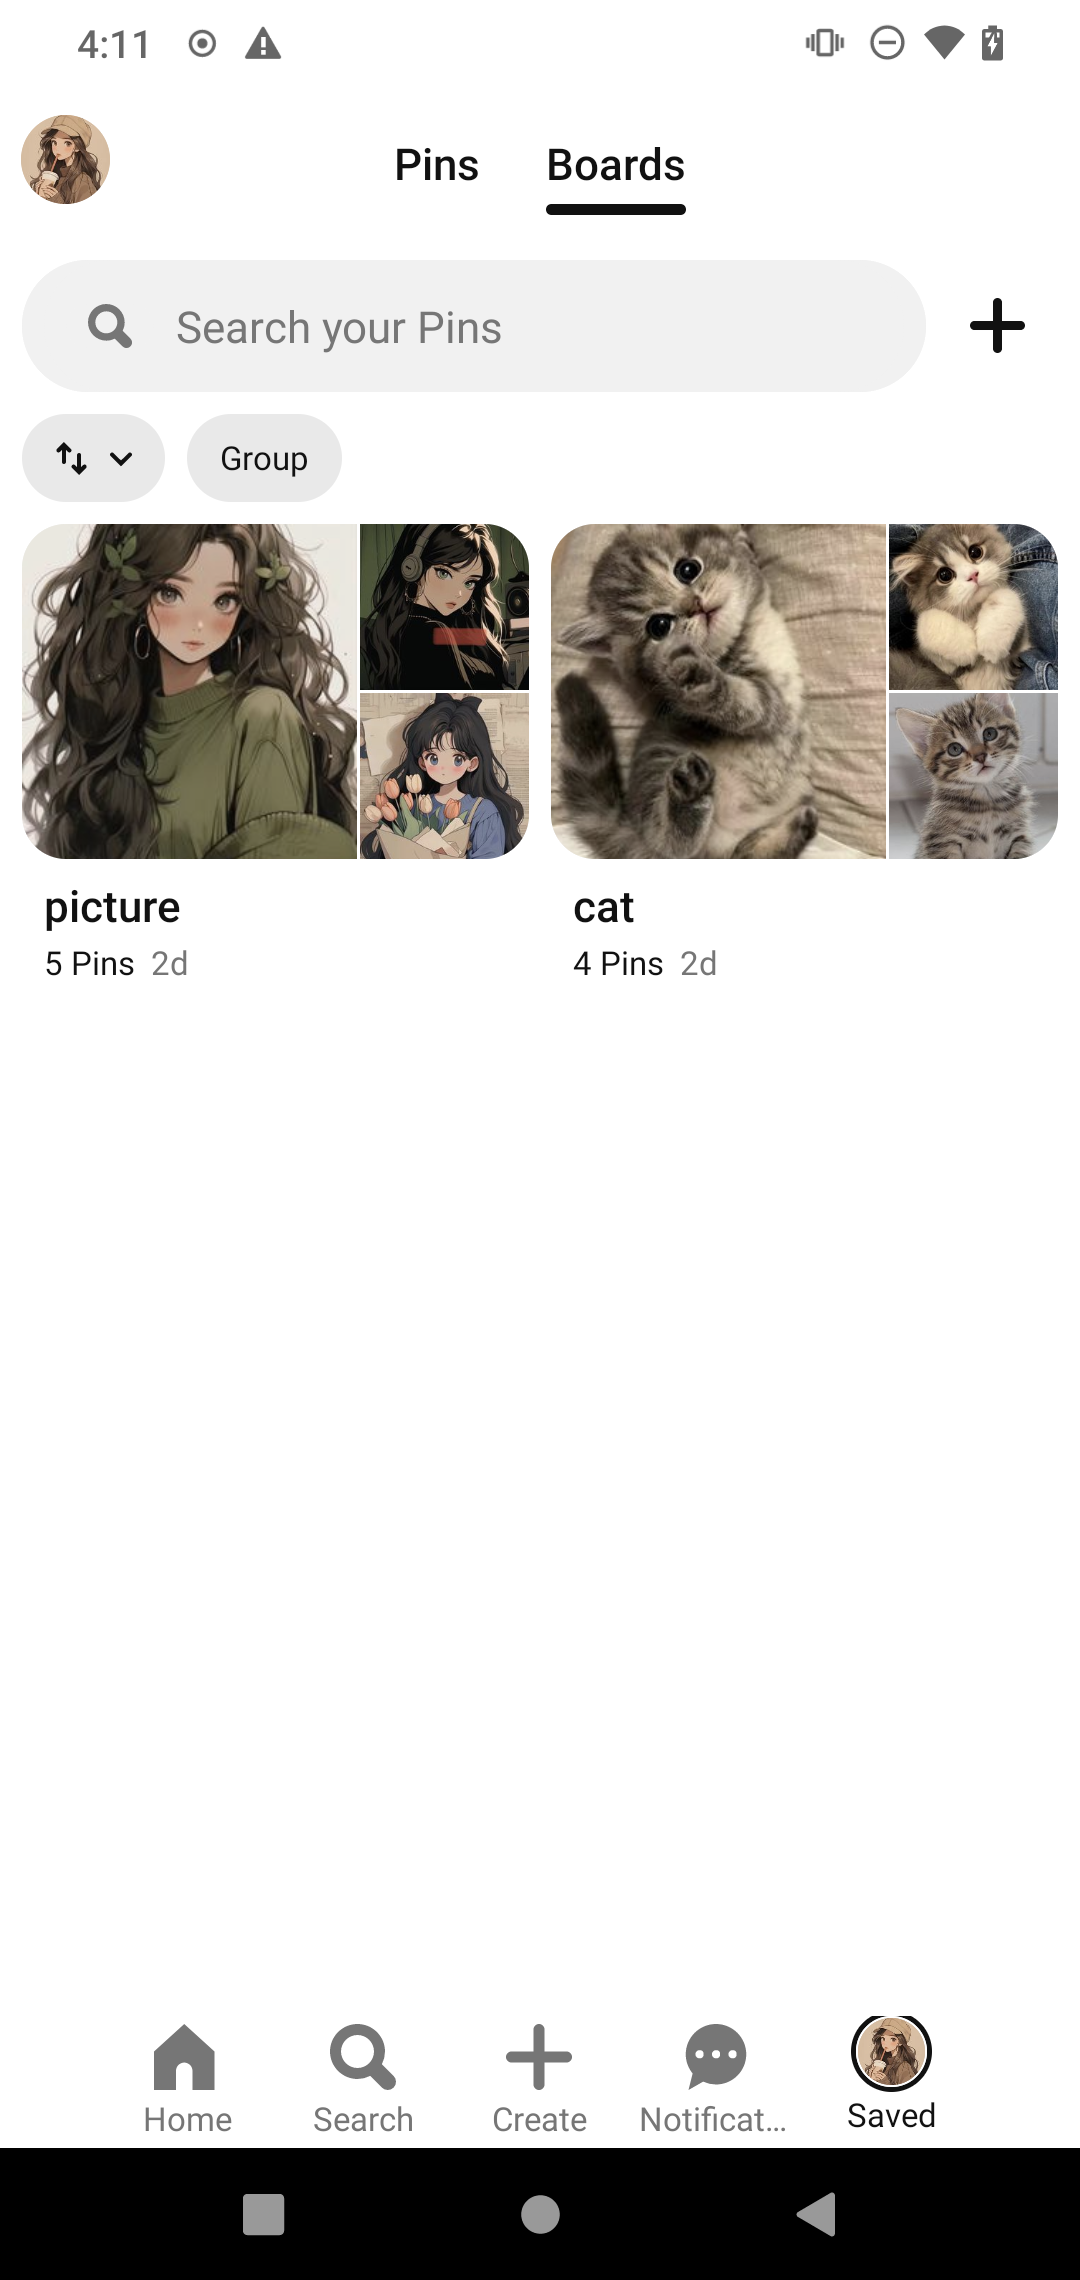 4:11
Pins Boards
Search your Pins
Group
picture
5 Pins 2d
cat
4 Pins 2d
Home Search Create Notificat... Saved